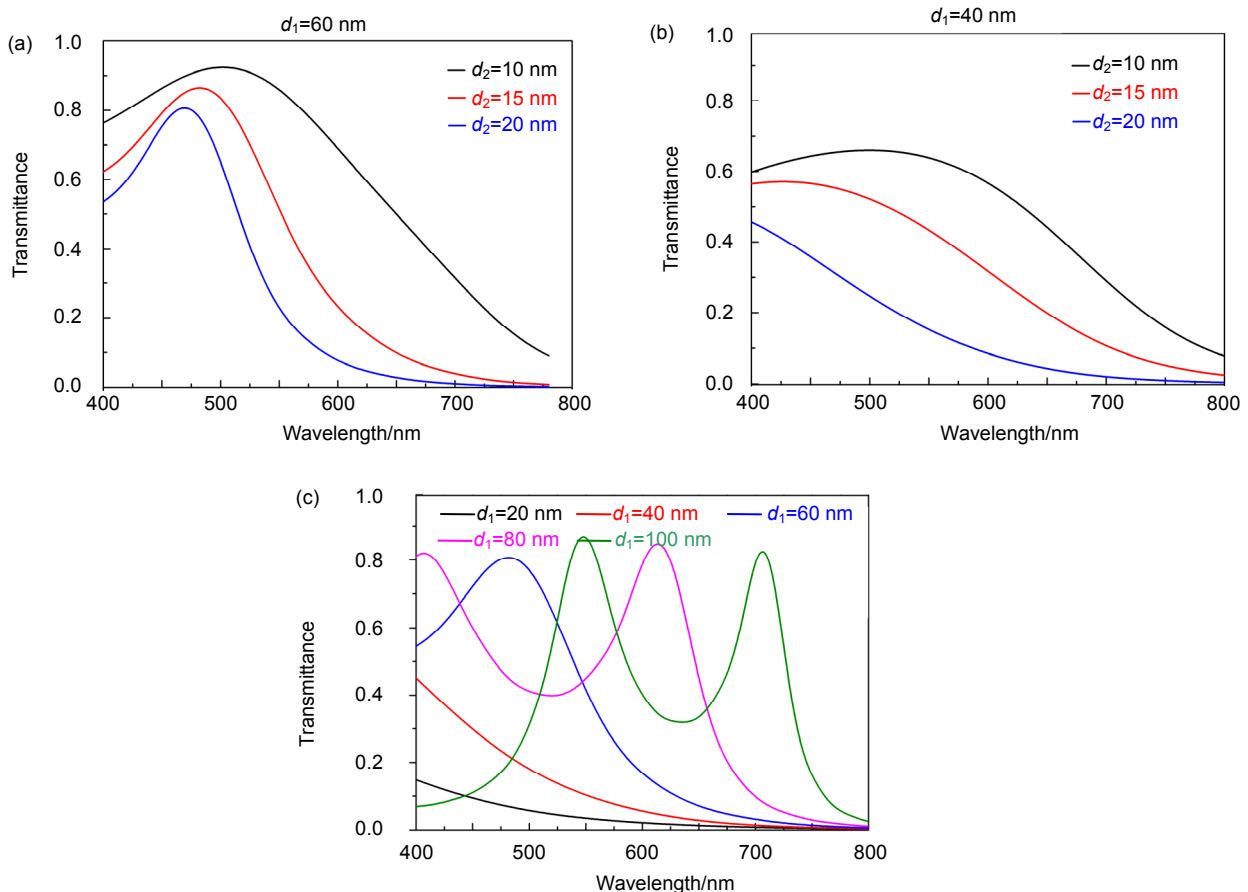 (a)
d₁=60 nm
1.0
0.8
0.6
0.4
0.2
0.0
Transmittance
d₂=10 nm
d₂=15 nm
d₂=20 nm
400 500 600 700 800
Wavelength/nm
(b)
d₁=40 nm
1.0
0.8
0.6
0.4
0.2
0.0
Transmittance
d₂=10 nm
d₂=15 nm
d₂=20 nm
400 500 600 700 800
Wavelength/nm
(c)
1.0
0.8
0.6
0.4
0.2
0.0
Transmittance
d₁=20 nm d₁=40 nm d₁=60 nm
d₁=80 nm d₁=100 nm
400 500 600 700 800
Wavelength/nm